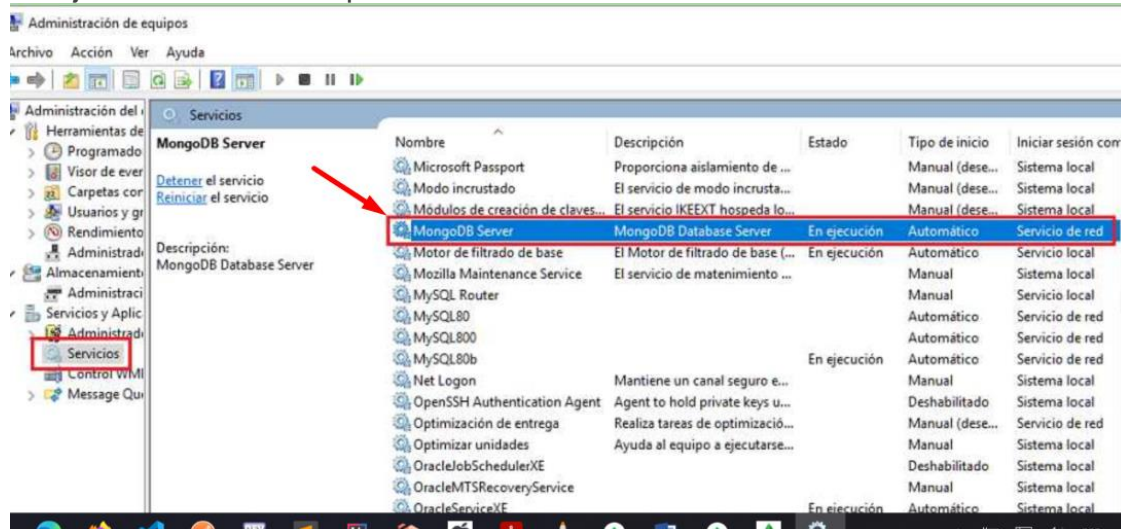 Administración de equipos
Archivo Acción Ver Ayuda
Administración del
Herramientas de
Programado
Visor de ever
Carpetas cor
Usuarios y gr
Rendimiento
Administrad
Almacenamient
Administraci
Servicios y Aplic
Administrad
Servicios
Control WMI
Message Qu
Servicios
MongoDB Server
Detener el servicio
Reiniciar el servicio
Descripción:
MongoDB Database Server
Nombre Descripción Estado Tipo de inicio Iniciar sesión com
Microsoft Passport Proporciona aislamiento de ... Manual (dese... Sistema local
Modo incrustado El servicio de modo incrusta... Manual (dese... Sistema local
Módulos de creación de claves... El servicio IKEEXT hospeda lo... Manual (dese... Sistema local
MongoDB Server MongoDB Database Server En ejecución Automático Servicio de red
Motor de filtrado de base El Motor de filtrado de base (... En ejecución Automático Servicio local
Mozilla Maintenance Service El servicio de matenimiento ... Manual Sistema local
MySQL Router Manual Servicio local
MySQL80 Automático Servicio de red
MySQL800 Automático Servicio de red
MySQL80b En ejecución Automático Servicio de red
Net Logon Mantiene un canal seguro e... Manual Sistema local
OpenSSH Authentication Agent Agent to hold private keys u... Deshabilitado Sistema local
Optimización de entrega Realiza tareas de optimizació... Manual (dese... Servicio de red
Optimizar unidades Ayuda al equipo a ejecutarse... Manual Sistema local
OracleJobSchedulerXE Deshabilitado Sistema local
OracleMTSRecoveryService Manual Sistema local
OracleServiceXE En ejecución Automático Sistema local